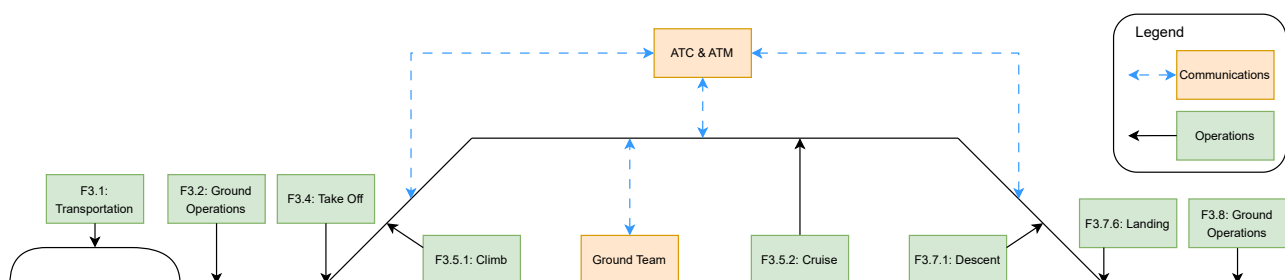 ATC & ATM
Legend
Communications
Operations
F3.1:
Transportation
F3.2: Ground
Operations
F3.4: Take Off
F3.7.6: Landing
F3.8: Ground
Operations
F3.5.1: Climb
Ground Team
F3.5.2: Cruise
F3.7.1: Descent